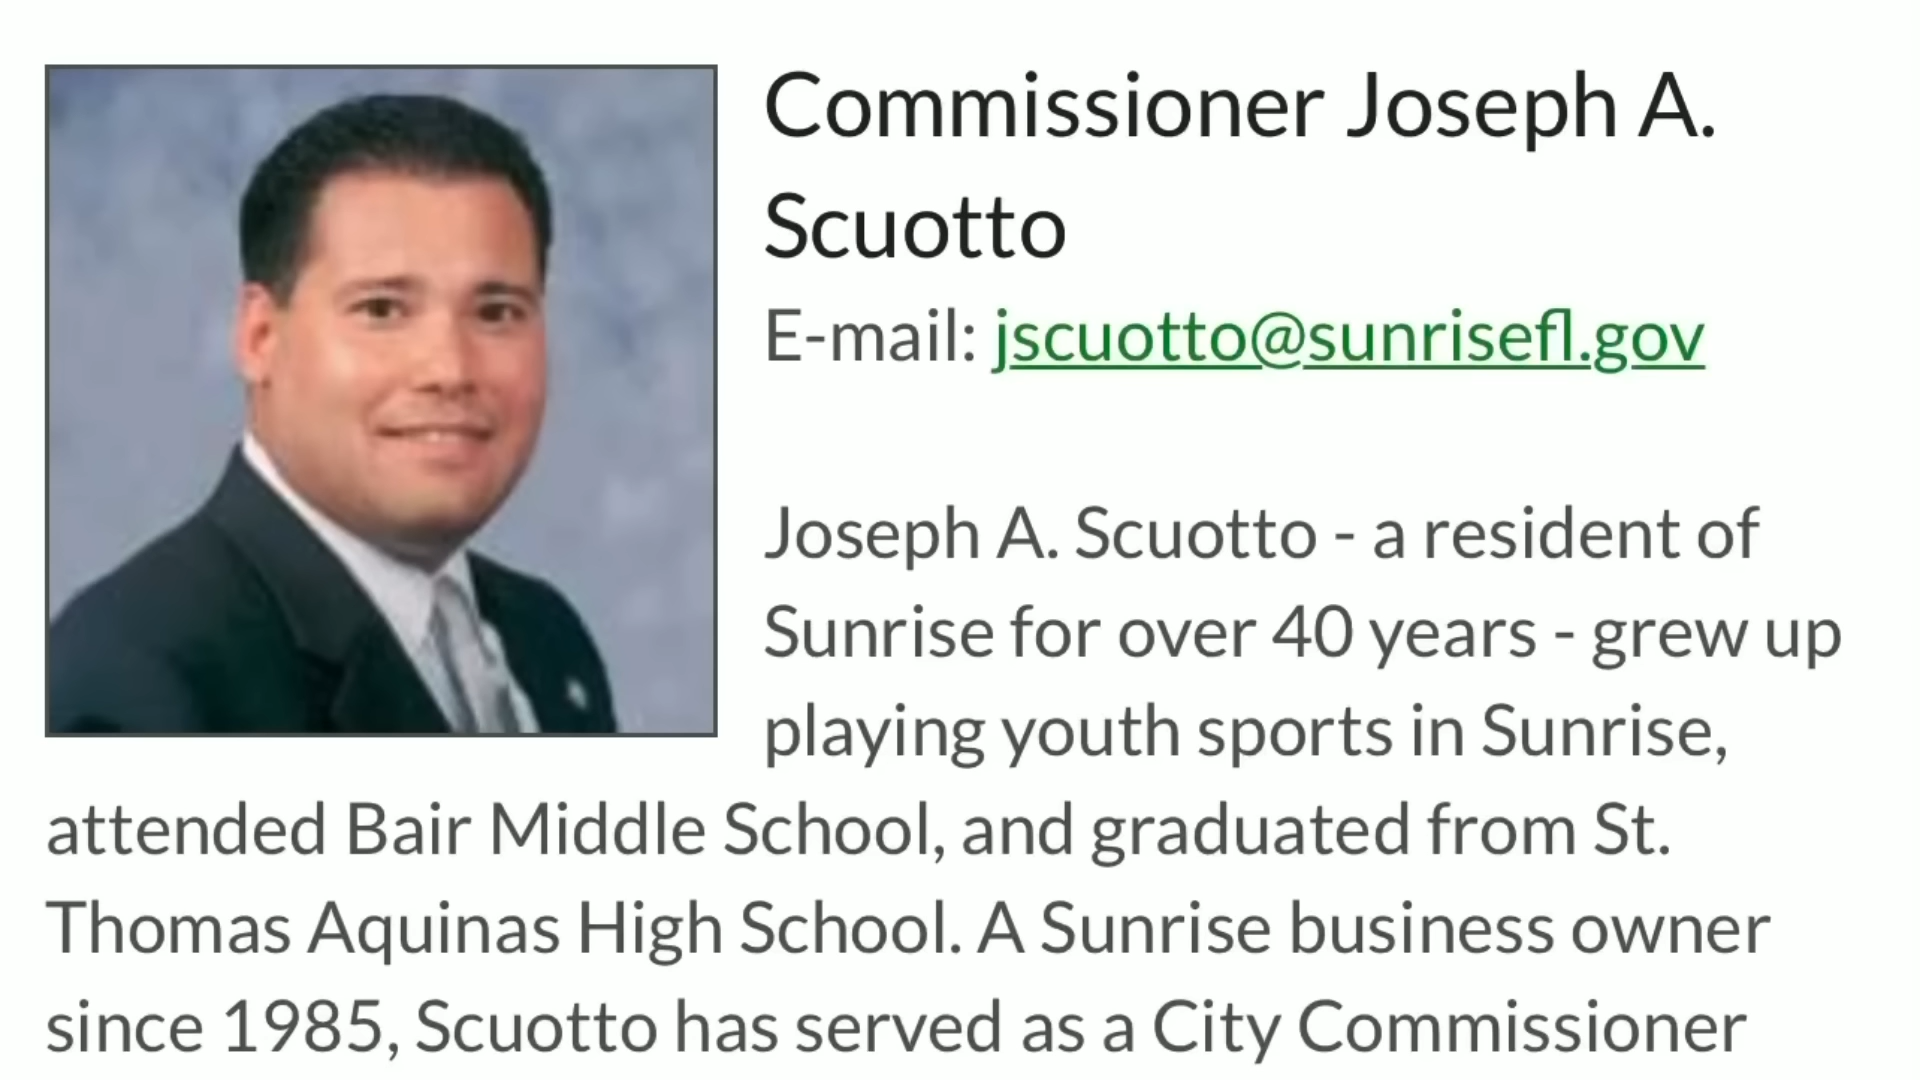 Commissioner Joseph A.
Scuotto
E-mail: jscuotto@sunrisefl.gov
Joseph A. Scuotto - a resident of
Sunrise for over 40 years - grew up
playing youth sports in Sunrise,
attended Bair Middle School, and graduated from St.
Thomas Aquinas High School. A Sunrise business owner
since 1985, Scuotto has served as a City Commissioner